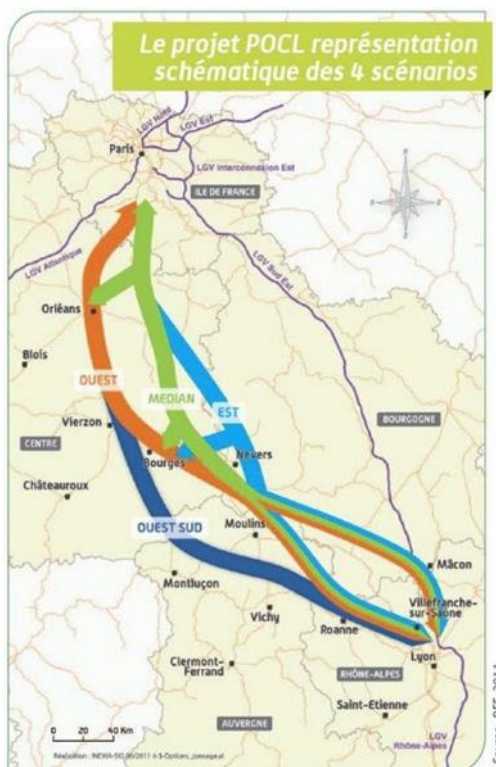 Le projet POCL représentation
schématique des 4 scénarios
LGV Nord
LGV Est
Paris
LGV Interconnexion Est
ILE DE FRANCE
LGV Atlantique
LGV Sud Est
Orléans
Blois
OUEST
MEDIAN
EST
BOURGOGNE
Vierzon
CENTRE
Bourges
Nevers
Châteauroux
OUEST SUD
Moulins
Mâcon
Montluçon
Villefranche-
sur-Saône
Vichy
Roanne
Lyon
Clermont-
Ferrand
RHÔNE-ALPES
Saint-Etienne
AUVERGNE
LGV
Rhône-Alpes
0 20 40 Km